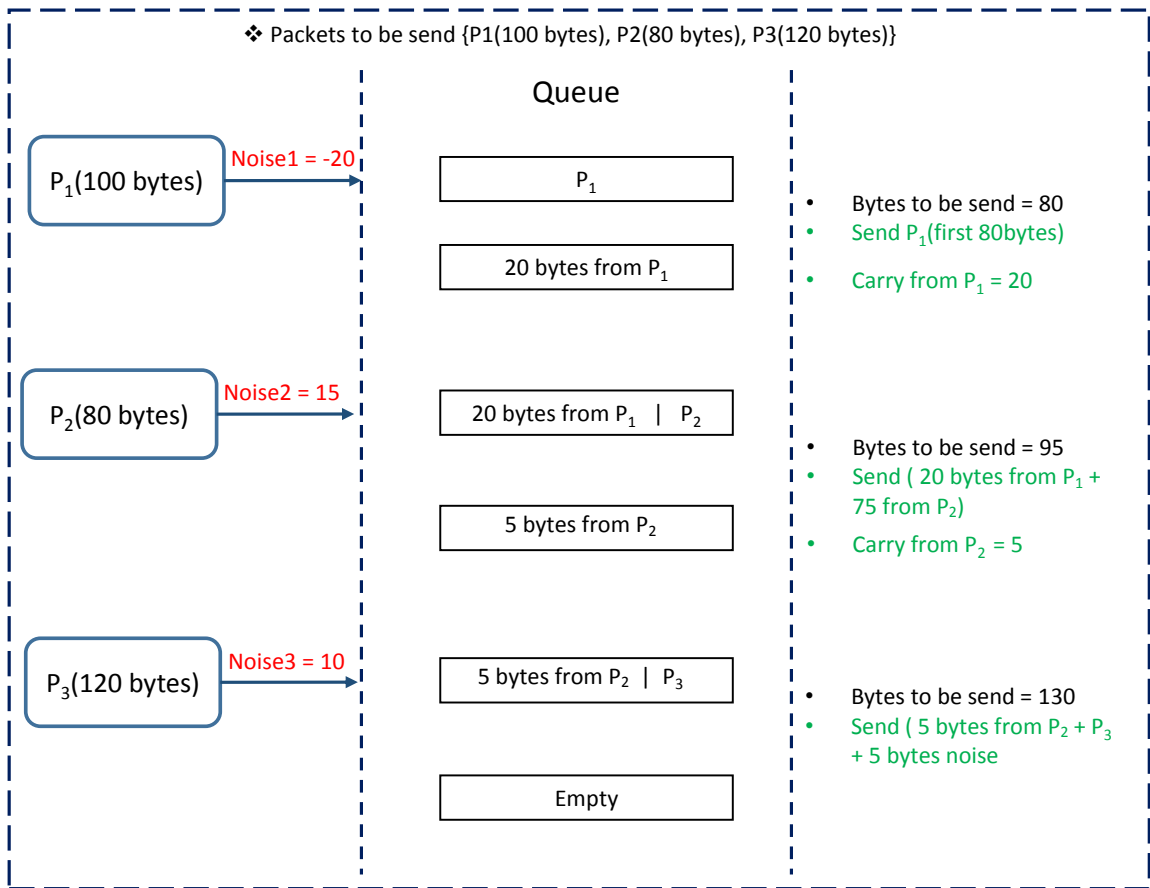 ❖ Packets to be send {P1(100 bytes), P2(80 bytes), P3(120 bytes)}
Queue
P₁(100 bytes)
Noise1 = -20
P₁
20 bytes from P₁
• Bytes to be send = 80
• Send P₁(first 80bytes)
• Carry from P₁ = 20
P₂(80 bytes)
Noise2 = 15
20 bytes from P₁ | P₂
5 bytes from P₂
• Bytes to be send = 95
• Send ( 20 bytes from P₁ +
75 from P₂)
• Carry from P₂ = 5
P₃(120 bytes)
Noise3 = 10
5 bytes from P₂ | P₃
Empty
• Bytes to be send = 130
• Send ( 5 bytes from P₂ + P₃
+ 5 bytes noise